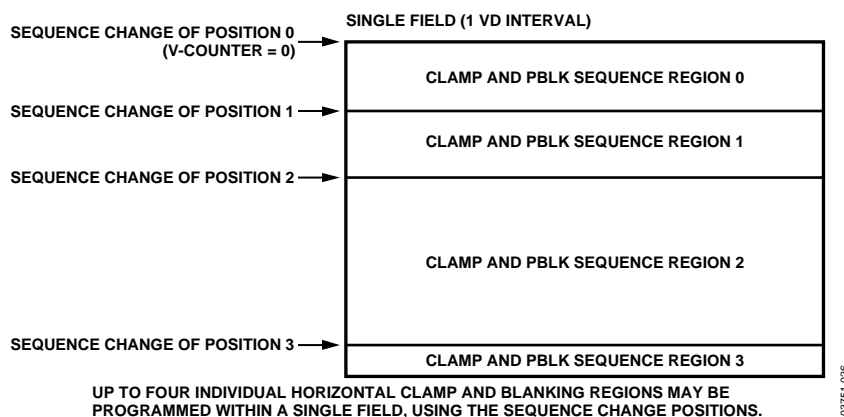 SINGLE FIELD (1 VD INTERVAL)
SEQUENCE CHANGE OF POSITION 0
(V-COUNTER = 0)
CLAMP AND PBLK SEQUENCE REGION 0
SEQUENCE CHANGE OF POSITION 1
CLAMP AND PBLK SEQUENCE REGION 1
SEQUENCE CHANGE OF POSITION 2
CLAMP AND PBLK SEQUENCE REGION 2
SEQUENCE CHANGE OF POSITION 3
CLAMP AND PBLK SEQUENCE REGION 3
UP TO FOUR INDIVIDUAL HORIZONTAL CLAMP AND BLANKING REGIONS MAY BE
PROGRAMMED WITHIN A SINGLE FIELD, USING THE SEQUENCE CHANGE POSITIONS.